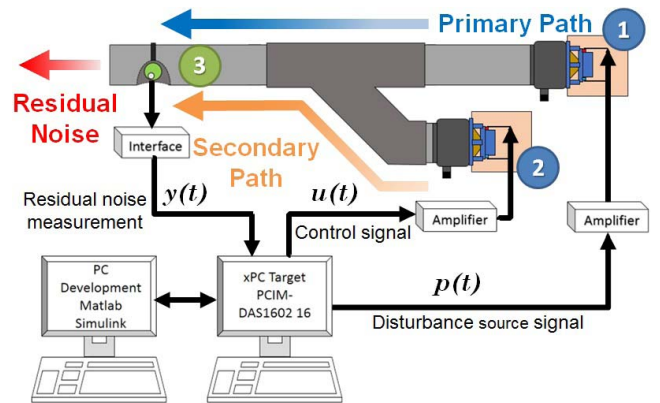 Primary Path
1
3
Residual
Noise
Interface
Secondary
Path
2
Residual noise
measurement
y(t)
u(t)
Control signal
Amplifier
Amplifier
PC
Development
Matlab
Simulink
xPC Target
PCIM-
DAS1602 16
p(t)
Disturbance source signal